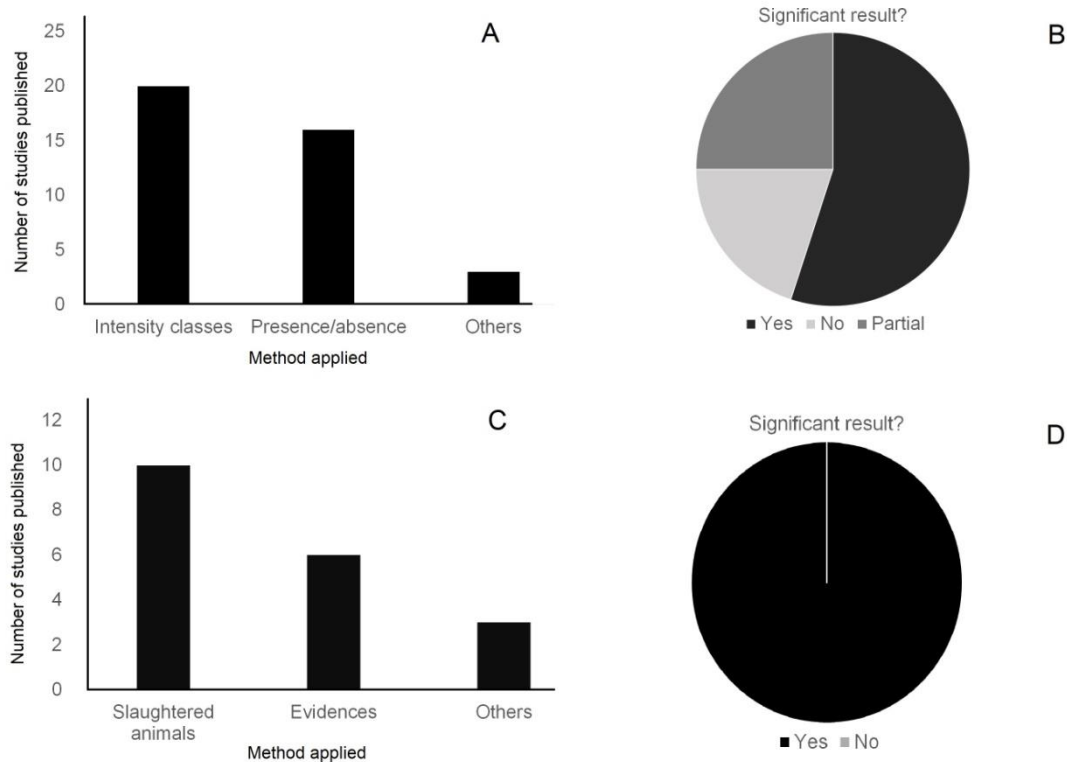 A
Number of studies published
25
20
15
10
5
0
Intensity classes
Presence/absence
Others
Method applied
Significant result?
B
Yes
No
Partial
C
Number of studies published
12
10
8
6
4
2
0
Slaughtered
animals
Evidences
Others
Method applied
Significant result?
D
Yes
No